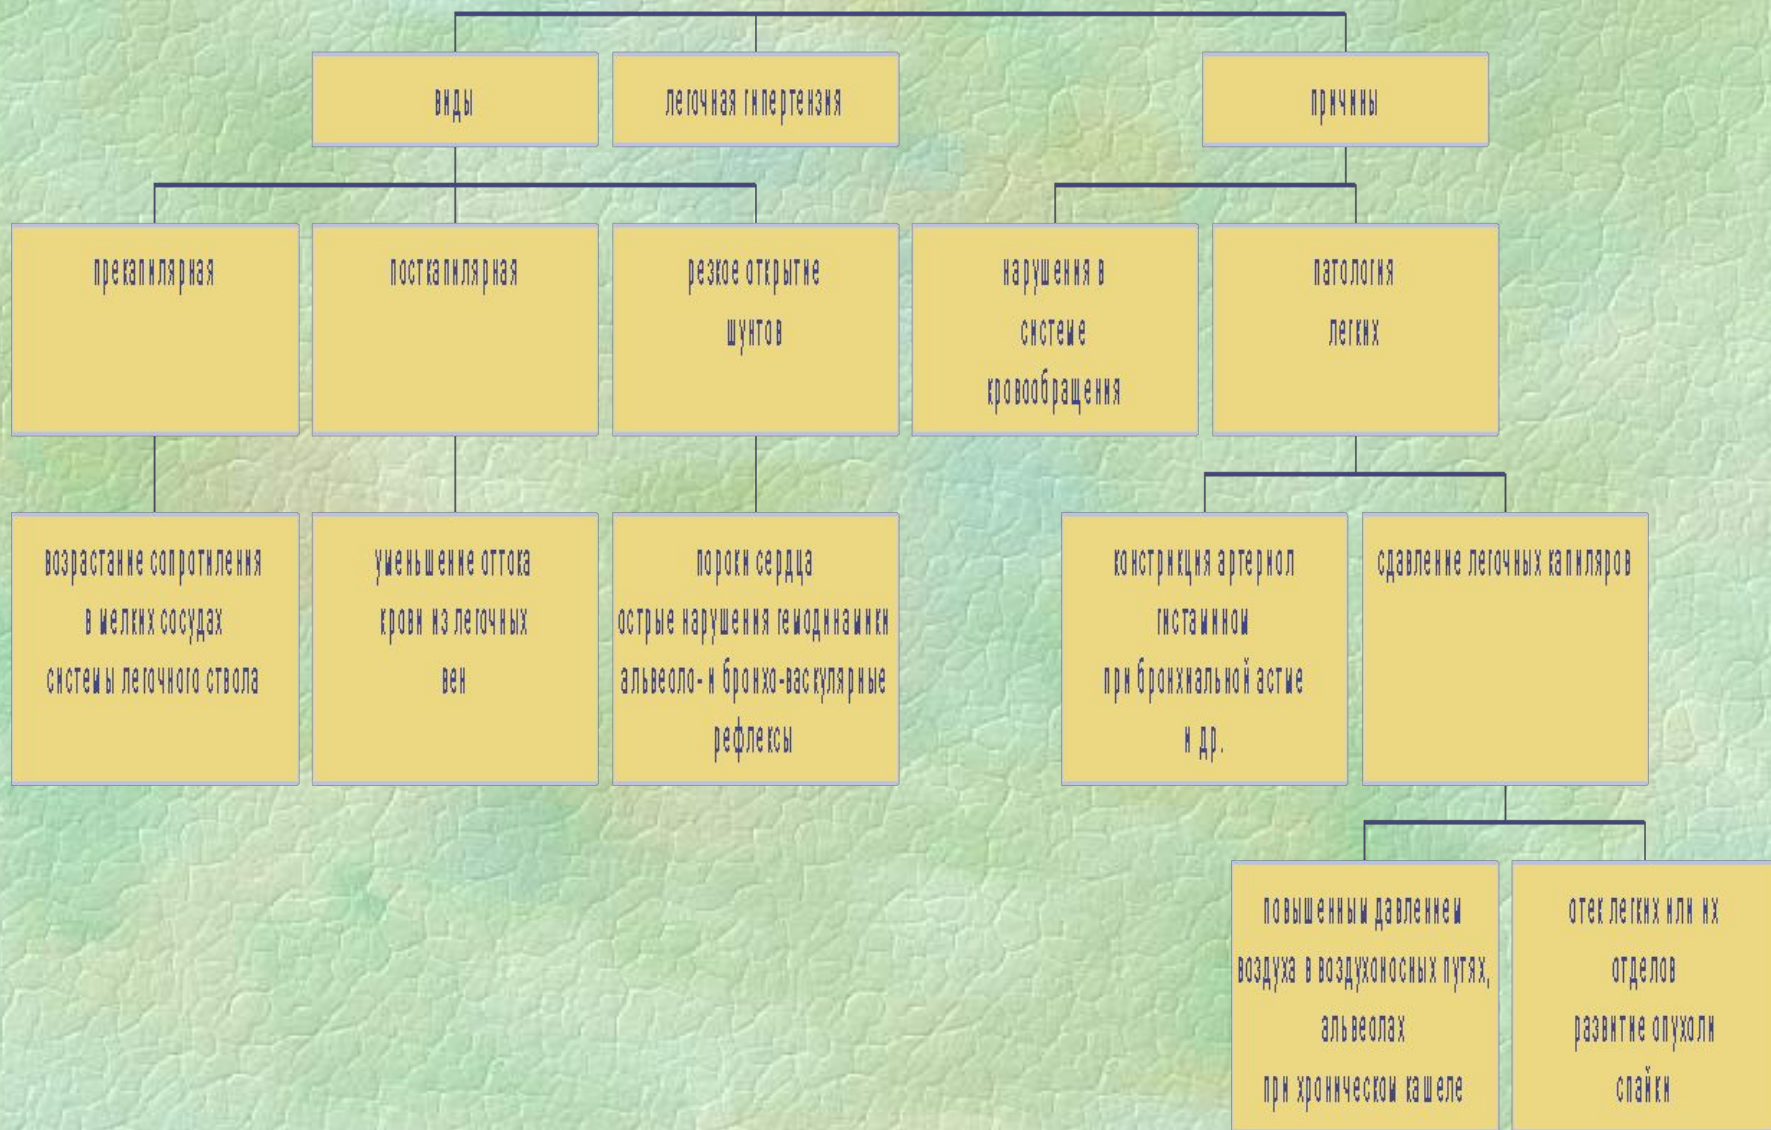 виды
легочная гипертензия
причины
прекапилярная
посткапилярная
резкое открытие
шунтов
нарушения в
системе
кровообращения
патология
легких
возрастание сопротиления
в мелких сосудах
системы легочного ствола
уменьшение оттока
крови из легочных
вен
пороки сердца
острые нарушения гемодинамики
альвеоло- и бронхо-васкулярные
рефлексы
констрикция артериол
гистамином
при бронхиальной астме
и др.
сдавление легочных капиляров
повышенным давлением
воздуха в воздухоносных путях,
альвеолах
при хроническом кашеле
отек легких или их
отделов
развитие опухоли
спайки